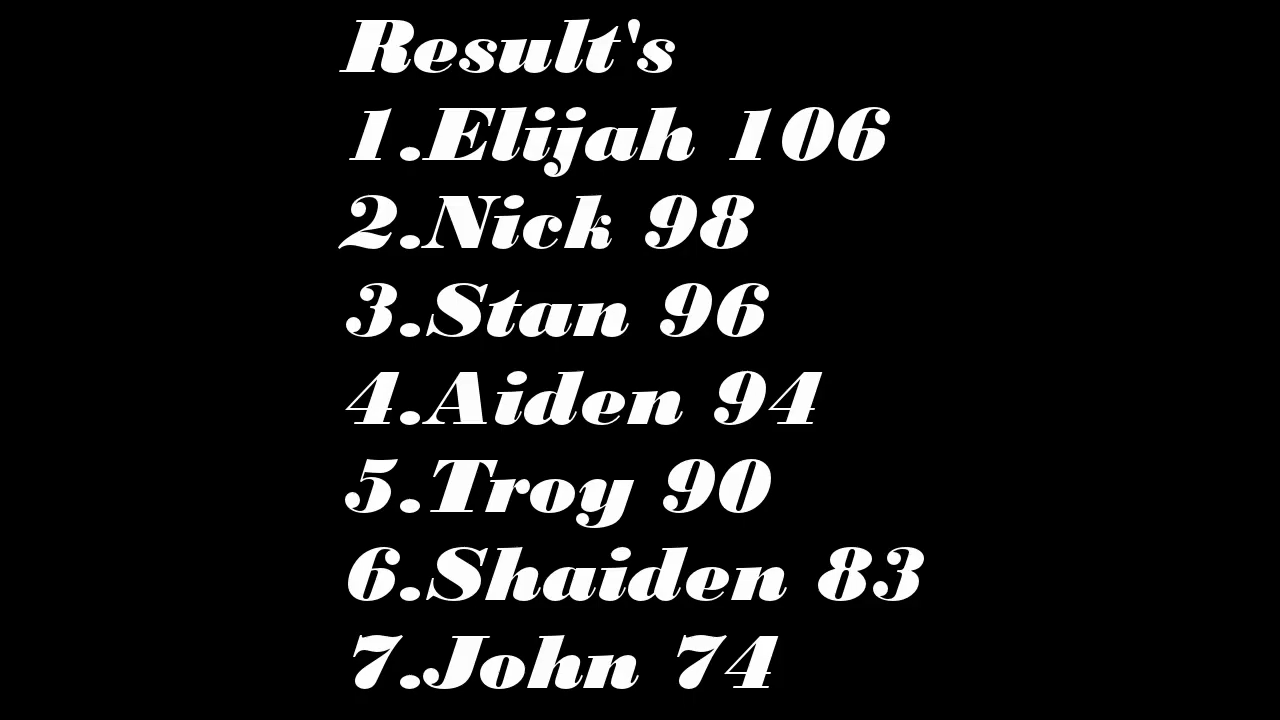 Result's
1.Elijah 106
2.Nick 98
3.Stan 96
4.Aiden 94
5.Troy 90
6.Shaiden 83
7.John 74